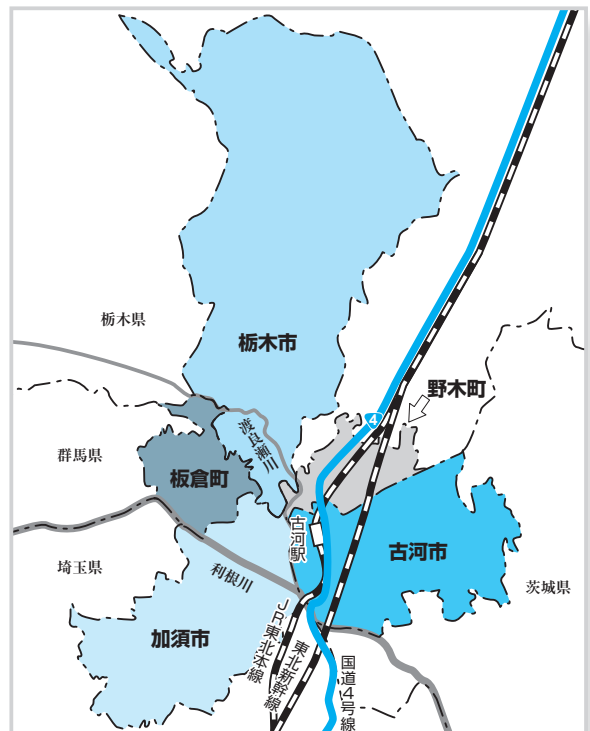 栃木県
栃木市
野木町
4
渡良瀬川
群馬県
板倉町
古河駅
古河市
埼玉県
利根川
茨城県
加須市
JR東北本線
東北新幹線
国道4号線